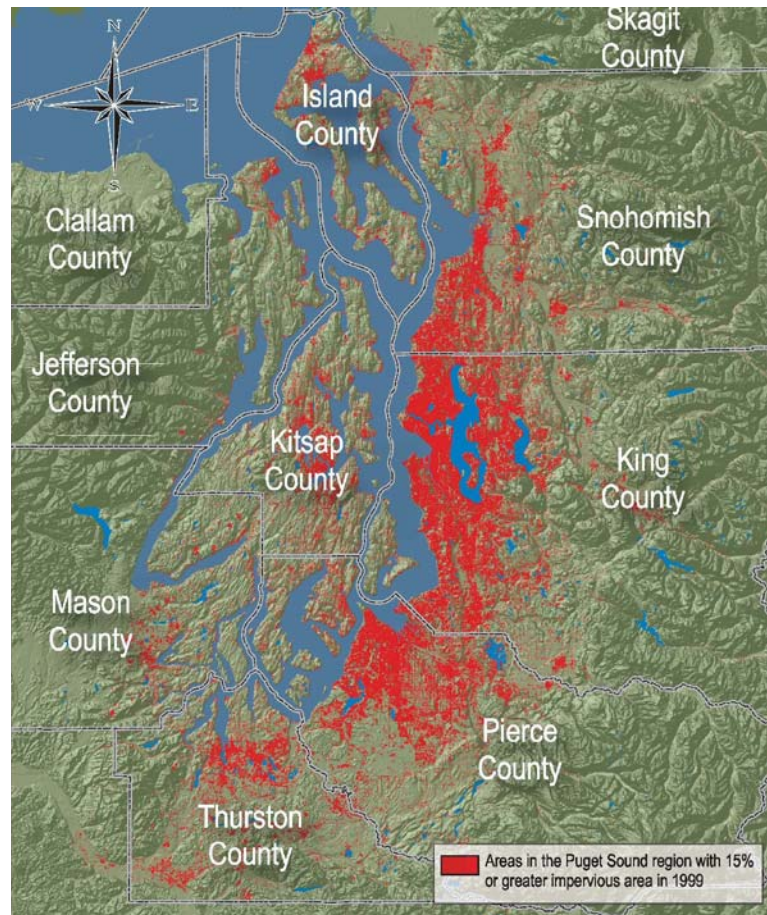 Skagit
County
N
W
E
S
Island
County
Clallam
County
Snohomish
County
Jefferson
County
Kitsap
County
King
County
Mason
County
Pierce
County
Thurston
County
Areas in the Puget Sound region with 15%
or greater impervious area in 1999